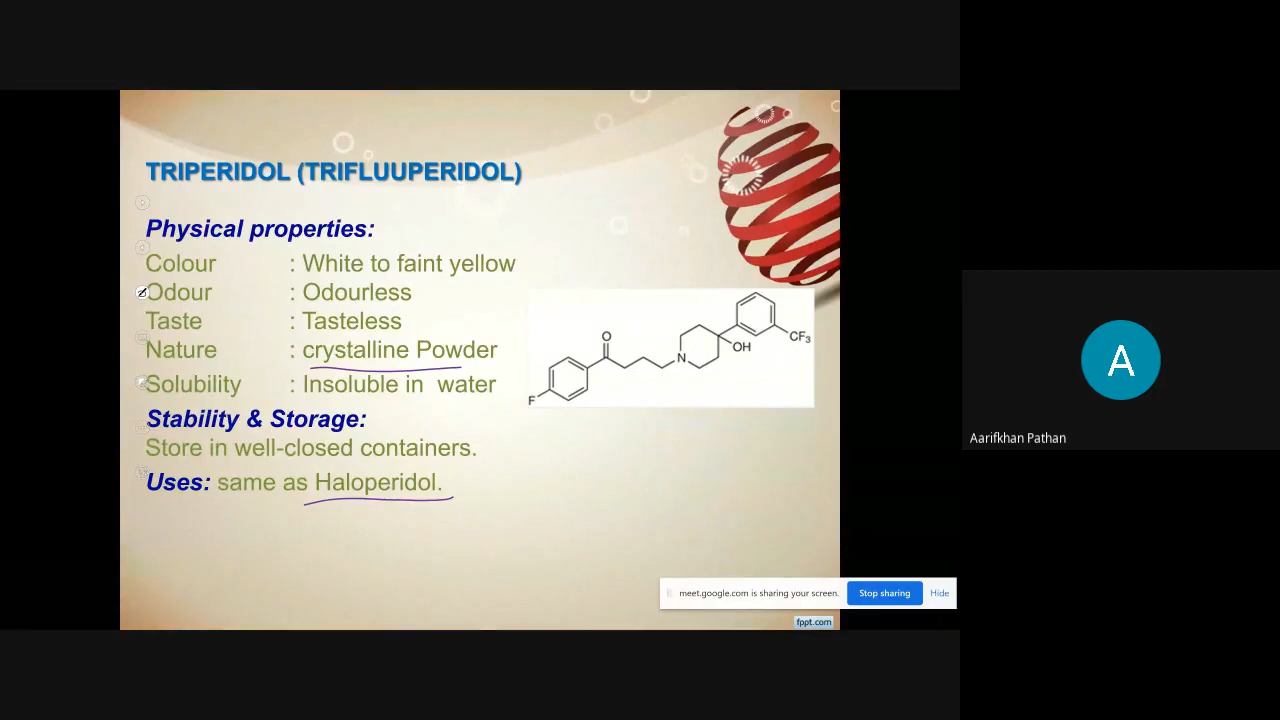 TRIPERIDOL (TRIFLUUPERIDOL)
Physical properties:
Colour : White to faint yellow
Odour : Odourless
Taste : Tasteless
Nature : crystalline Powder
Solubility : Insoluble in water
Stability & Storage:
Store in well-closed containers.
Uses: same as Haloperidol.
O
N
OH
CF3
F
A
Aarifkhan Pathan
meet.google.com is sharing your screen.
Stop sharing
Hide
fppt.com